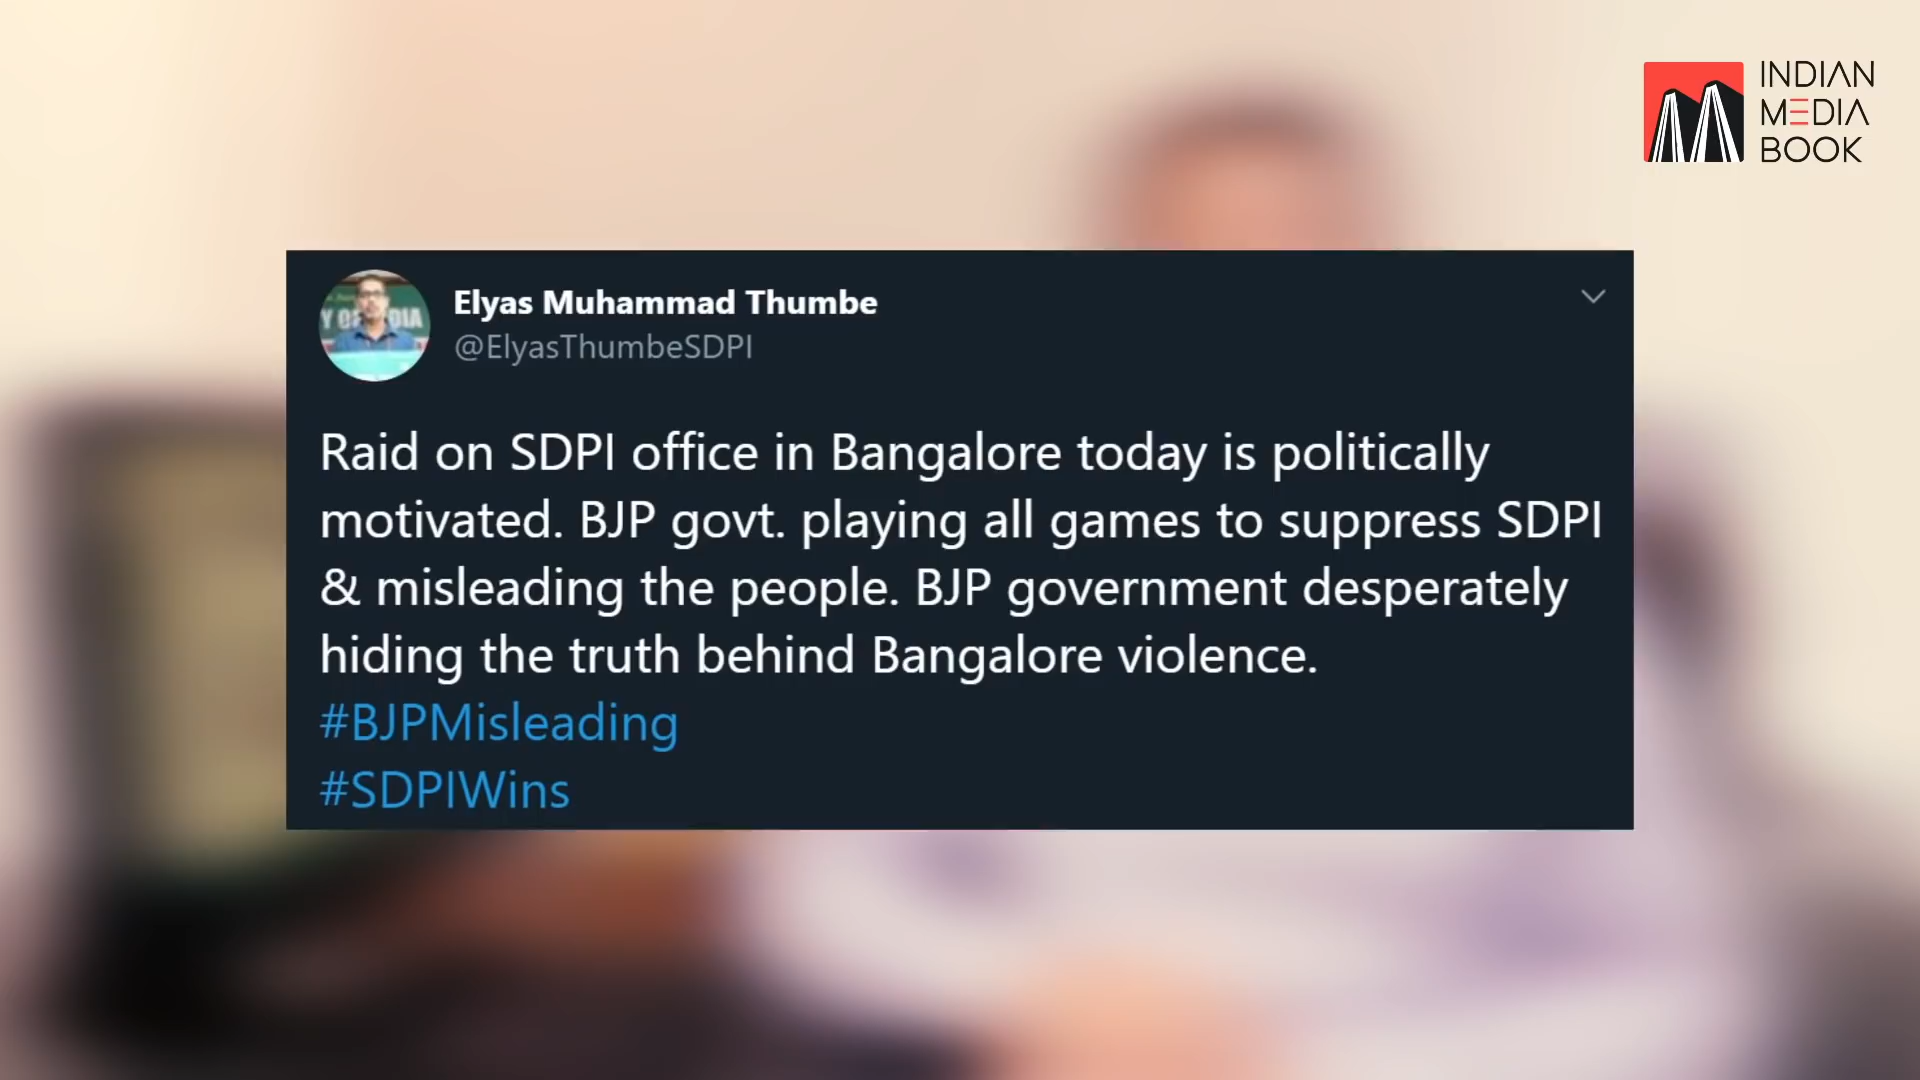 INDIAN
MEDIA
BOOK
Elyas Muhammad Thumbe
@ElyasThumbeSDPI
Raid on SDPI office in Bangalore today is politically
motivated. BJP govt. playing all games to suppress SDPI
& misleading the people. BJP government desperately
hiding the truth behind Bangalore violence.
#BJPMisleading
#SDPIWins